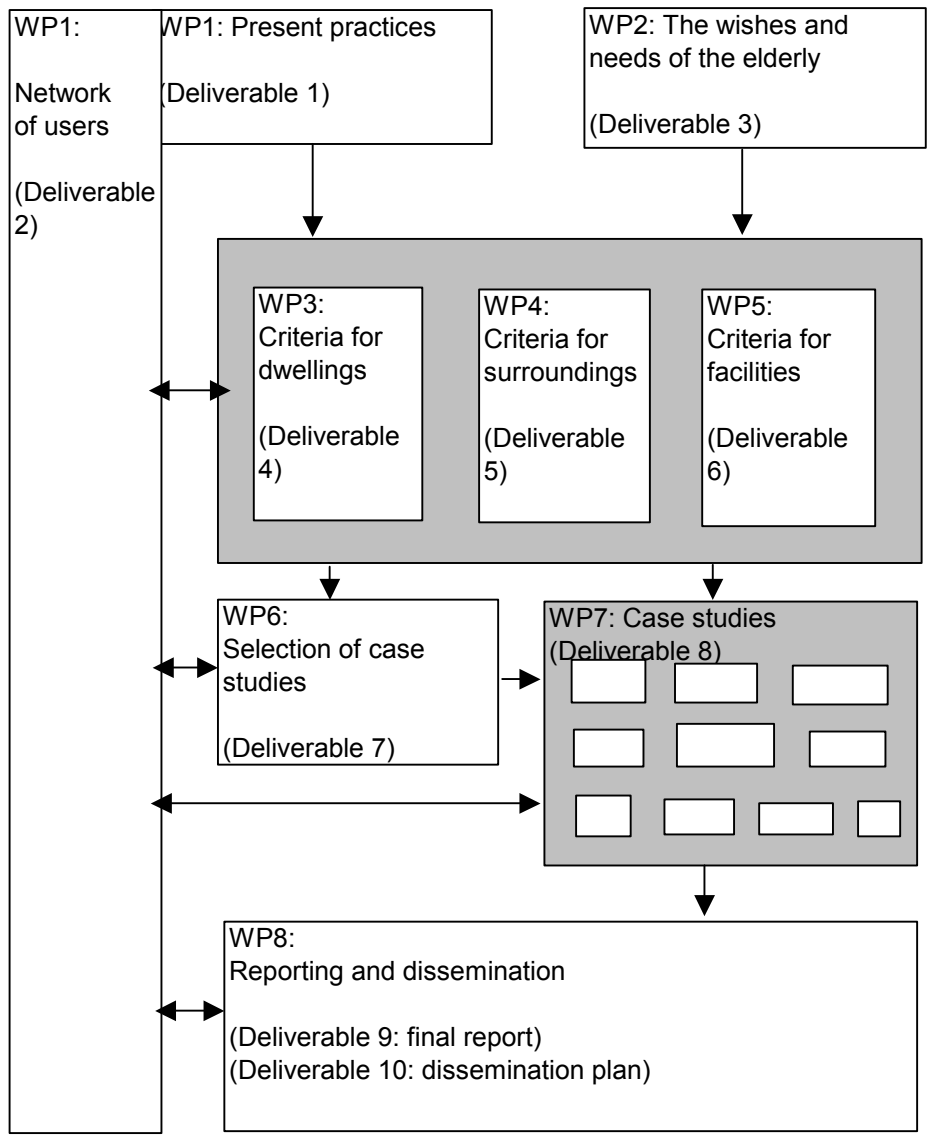 WP1:
Network
of users
(Deliverable
2)
WP1: Present practices
(Deliverable 1)
WP2: The wishes and
needs of the elderly
(Deliverable 3)
WP3:
Criteria for
dwellings
(Deliverable
4)
WP4:
Criteria for
surroundings
(Deliverable
5)
WP5:
Criteria for
facilities
(Deliverable
6)
WP6:
Selection of case
studies
(Deliverable 7)
WP7: Case studies
(Deliverable 8)
WP8:
Reporting and dissemination
(Deliverable 9: final report)
(Deliverable 10: dissemination plan)